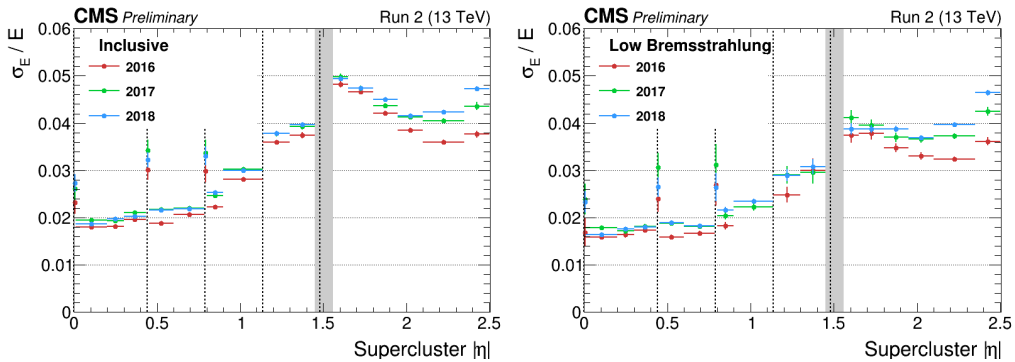 CMS Preliminary Run 2 (13 TeV)
σ_E / E
0.06
0.05
0.04
0.03
0.02
0.01
0
Inclusive
2016
2017
2018
0 0.5 1 1.5 2 2.5
Supercluster |η|
CMS Preliminary Run 2 (13 TeV)
σ_E / E
0.06
0.05
0.04
0.03
0.02
0.01
0
Low Bremsstrahlung
2016
2017
2018
0 0.5 1 1.5 2 2.5
Supercluster |η|